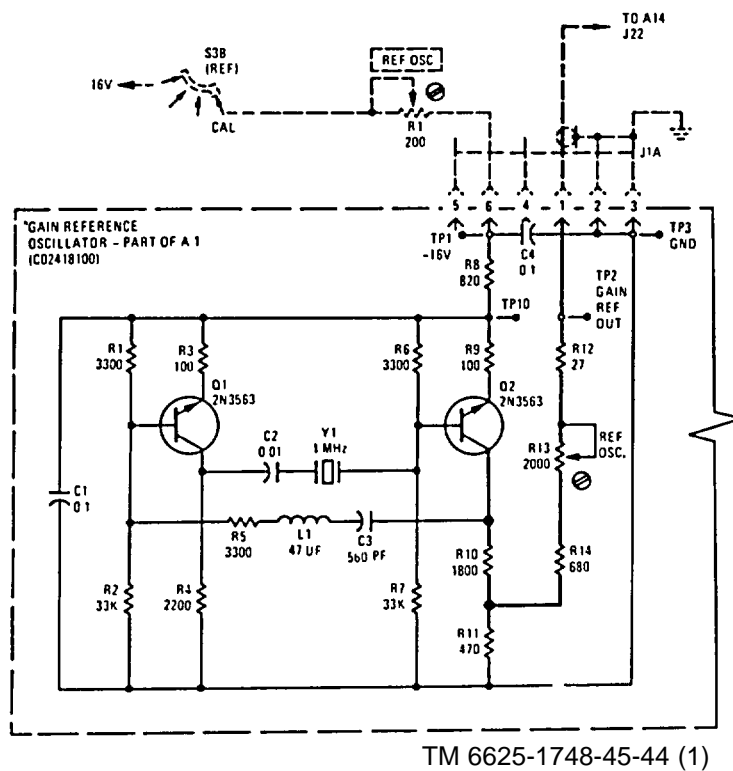 TO A14
J22
S3B
(REF)
16V
CAL
REF OSC
R1
200
J1A
5 6 4 1 2 3
*GAIN REFERENCE
OSCILLATOR - PART OF A1
(CD2418100)
TP1
-16V
C4
0.1
TP3
GND
R8
820
TP2
GAIN
REF
OUT
TP10
R1
3300
R3
100
R6
3300
R9
100
R12
27
Q1
2N3563
Q2
2N3563
C2
0.01
Y1
1 MHz
R13
2000
REF
OSC.
C1
0.1
R5
3300
L1
47 UF
C3
560 PF
R10
1800
R14
680
R2
33K
R4
2200
R7
33K
R11
470
TM 6625-1748-45-44 (1)